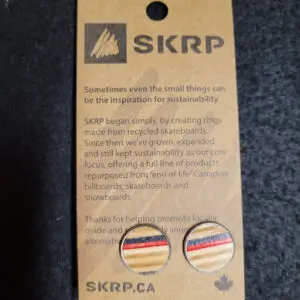 SKRP
Sometimes even the small things can
be the inspiration for sustainability
SKRP began simply, by creating rings
made from recycled skateboards.
Since then we've grown, expanded
and still kept sustainability as our core
focus, offering a full line of products
repurposed from "end of life" Canadian
billboards, skateboards and
snowboards.
Thanks for helping promote locally
made and
alternati
SKRP.CA